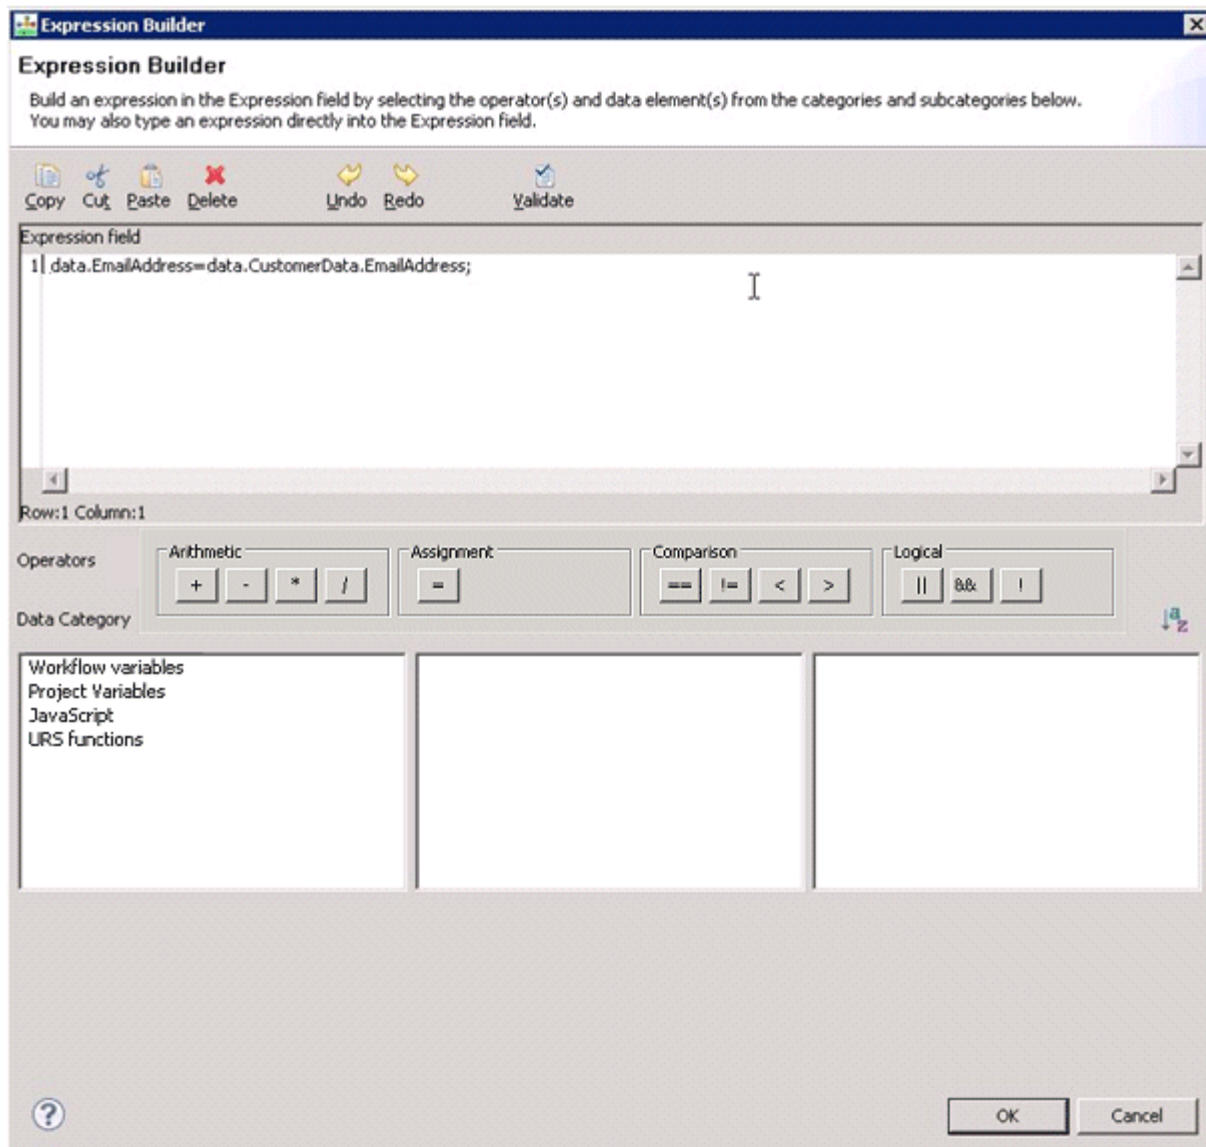 Expression Builder
Expression Builder
Build an expression in the Expression field by selecting the operator(s) and data element(s) from the categories and subcategories below.
You may also type an expression directly into the Expression field.
Copy Cut Paste Delete Undo Redo Validate
Expression field
1 data.EmailAddress=data.CustomerData.EmailAddress;
Row:1 Column:1
Operators
Arithmetic Assignment Comparison Logical
+ - * / = == != < > || && !
Data Category
Workflow variables
Project Variables
JavaScript
URS functions
OK Cancel